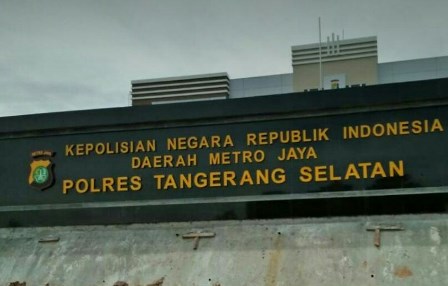 KEPOLISIAN NEGARA REPUBLIK INDONESIA
DAERAH METRO JAYA
POLRES TANGERANG SELATAN